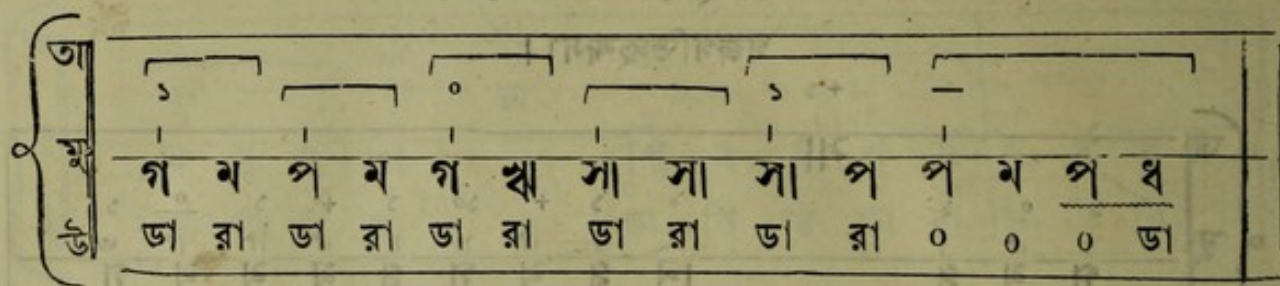 ১ ০ ১ —
গ ম প ম গ ঋ সা সা সা প প ম প ধ
ডা রা ডা রা ডা রা ডা রা ডা রা ০ ০ ০ ডা